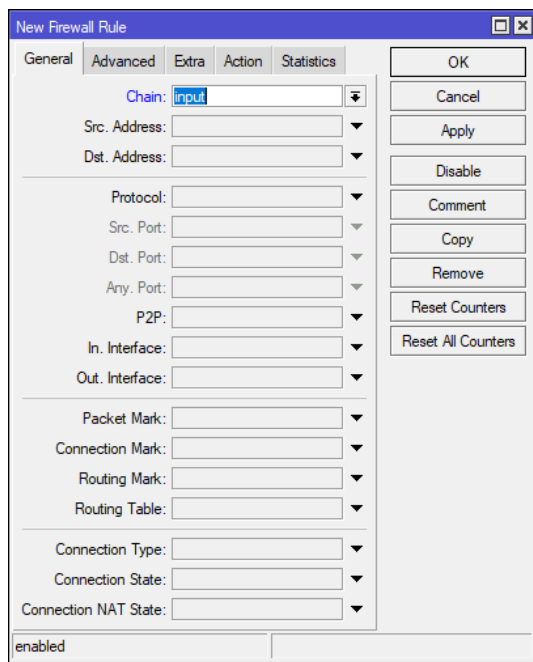 New Firewall Rule
General Advanced Extra Action Statistics
Chain: input
Src. Address:
Dst. Address:
Protocol:
Src. Port:
Dst. Port:
Any. Port:
P2P:
In. Interface:
Out. Interface:
Packet Mark:
Connection Mark:
Routing Mark:
Routing Table:
Connection Type:
Connection State:
Connection NAT State:
OK
Cancel
Apply
Disable
Comment
Copy
Remove
Reset Counters
Reset All Counters
enabled